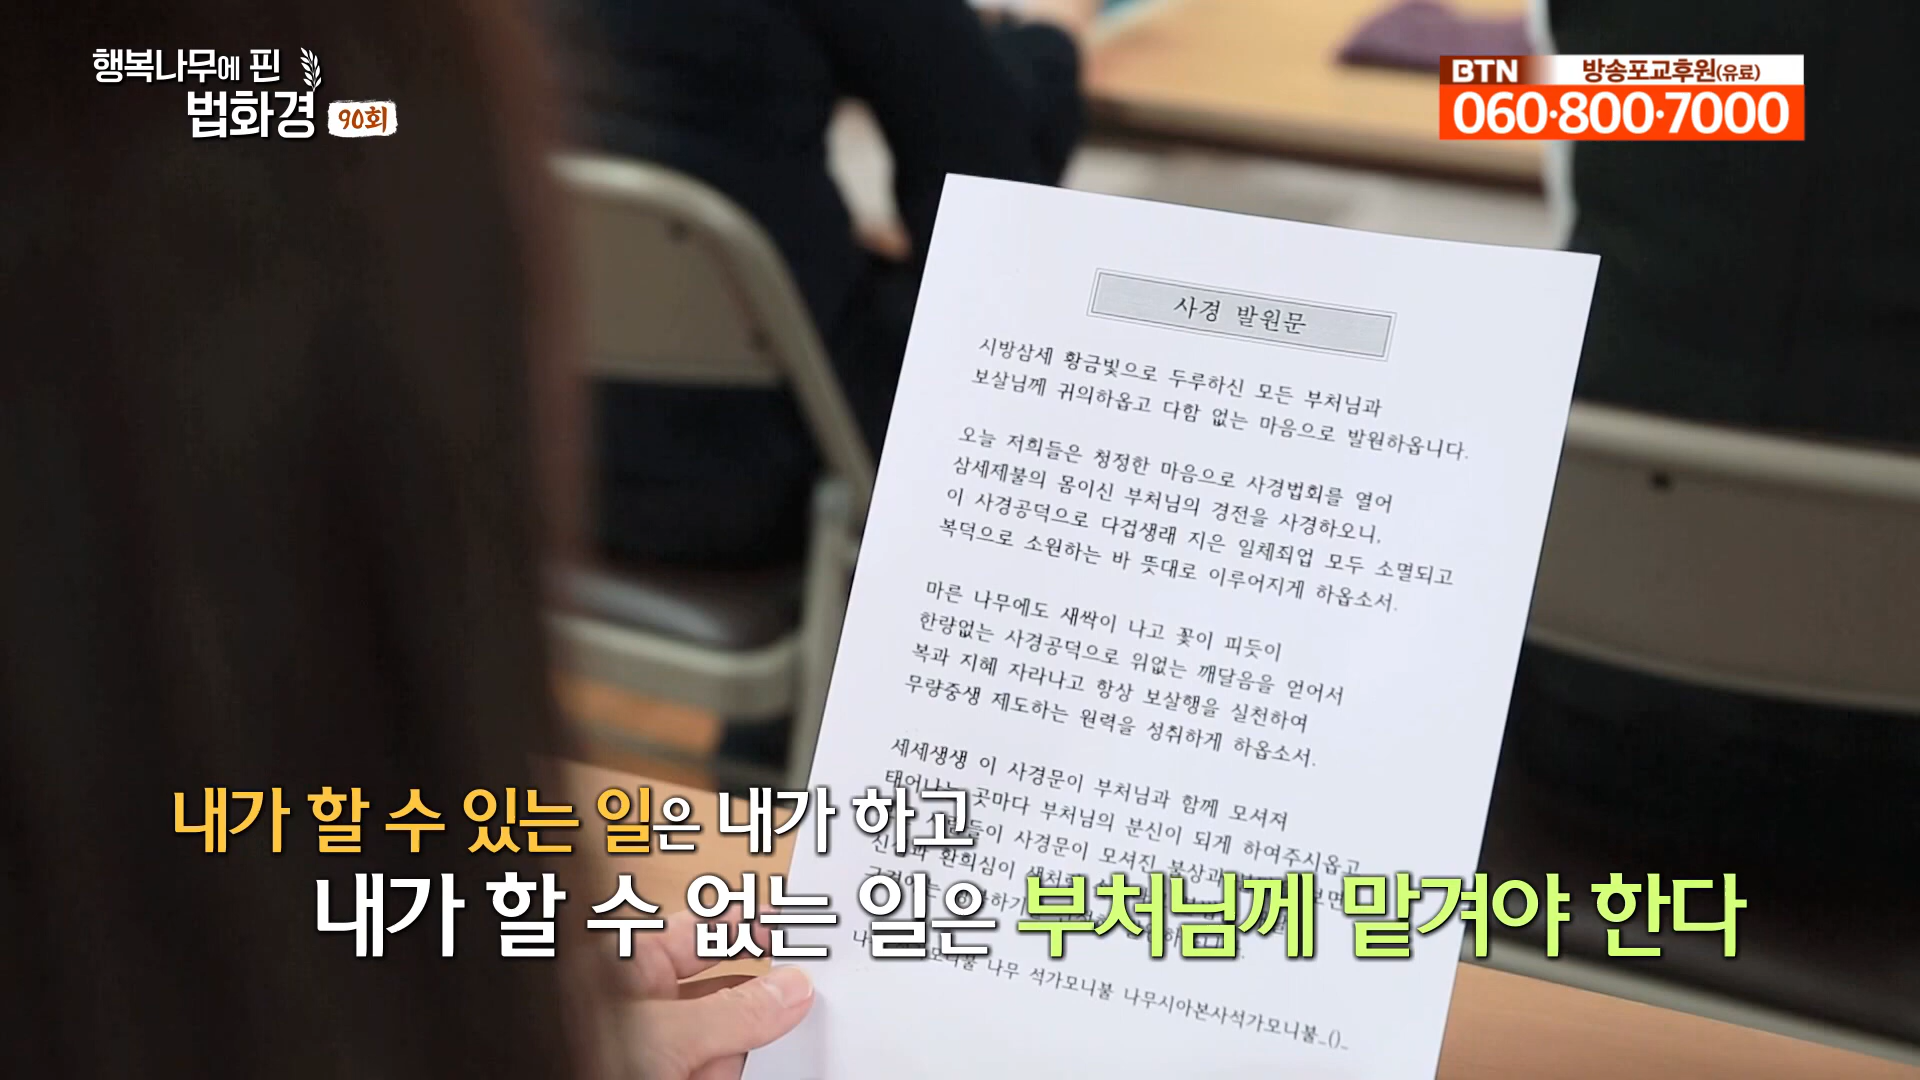 행복나무에 핀
법화경 90회
BTN 방송포교후원(유료)
060·800·7000
사경 발원문
시방삼세 황금빛으로 두루하신 모든 부처님과
보살님께 귀의하옵고 다함 없는 마음으로 발원하옵니다.
오늘 저희들은 청정한 마음으로 사경법회를 열어
삼세제불의 몸이신 부처님의 경전을 사경하오니,
이 사경공덕으로 다겁생래 지은 일체죄업 모두 소멸되고
복덕으로 소원하는 바 뜻대로 이루어지게 하옵소서.
마른 나무에도 새싹이 나고 꽃이 피듯이
한량없는 사경공덕으로 위없는 깨달음을 얻어서
복과 지혜 자라나고 항상 보살행을 실천하여
무량중생 제도하는 원력을 성취하게 하옵소서.
세세생생 이 사경문이 부처님과 함께 모셔져
태어나는 곳마다 부처님의 분신이 되게 하여주시옵고
사경문이 모셔진 불상과
환희심이
나무 석가모니불 나무시아본사석가모니불_()_
내가 할 수 있는 일은 내가 하고
내가 할 수 없는 일은 부처님께 맡겨야 한다